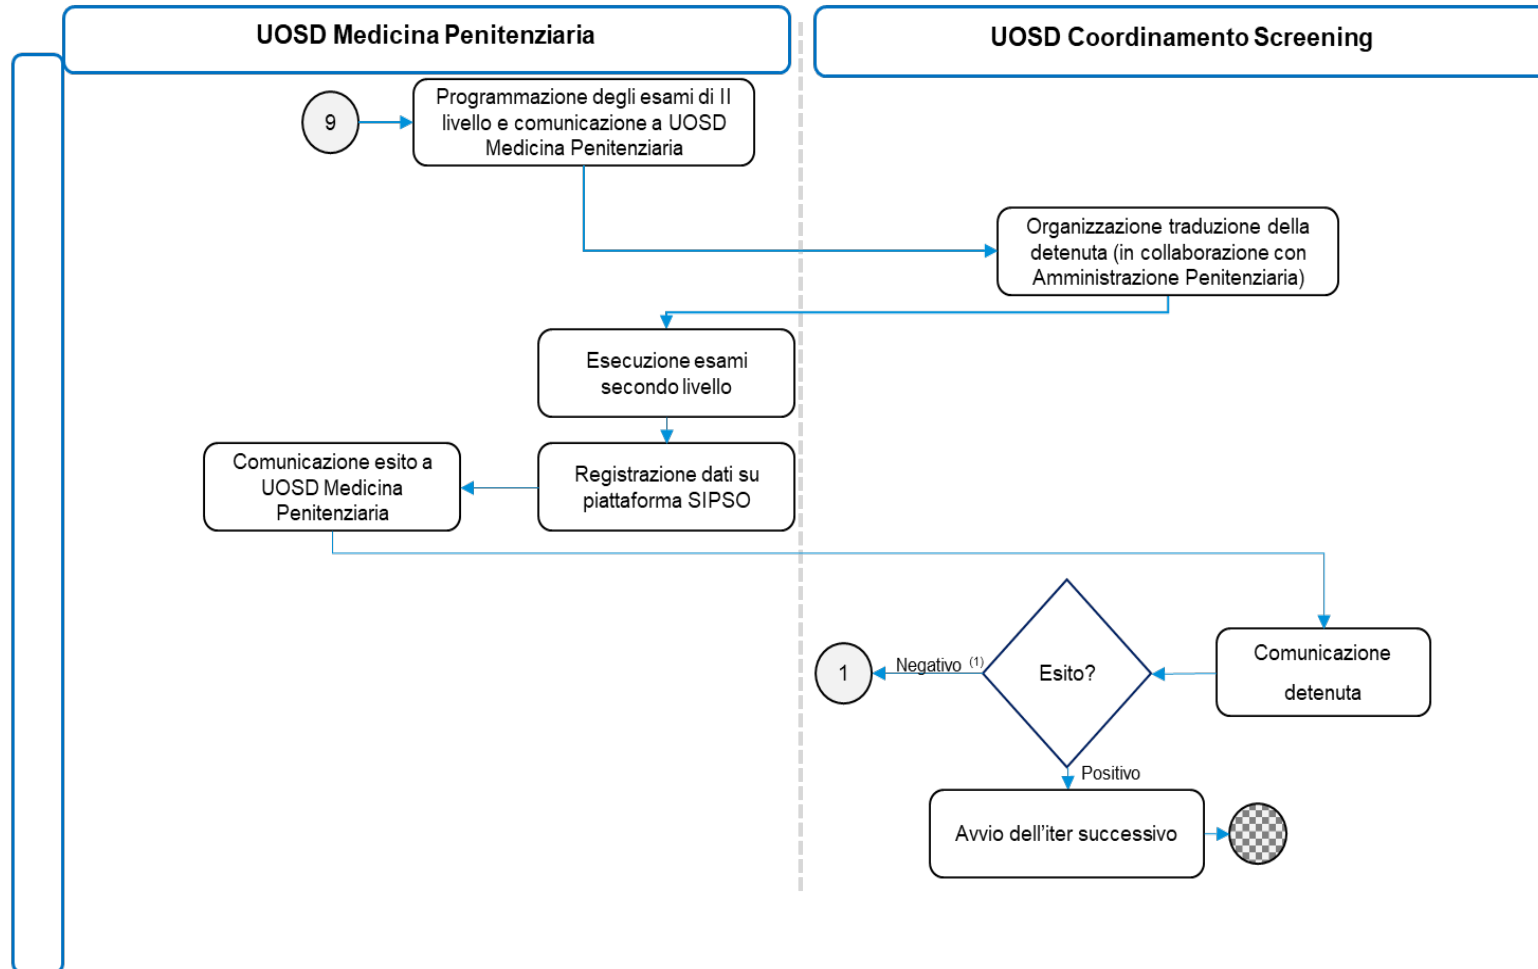 UOSD Medicina Penitenziaria
UOSD Coordinamento Screening
9
Programmazione degli esami di II
livello e comunicazione a UOSD
Medicina Penitenziaria
Organizzazione traduzione della
detenuta (in collaborazione con
Amministrazione Penitenziaria)
Esecuzione esami
secondo livello
Comunicazione esito a
UOSD Medicina
Penitenziaria
Registrazione dati su
piattaforma SIPSO
1
Negativo (1)
Esito?
Comunicazione
detenuta
Positivo
Avvio dell’iter successivo